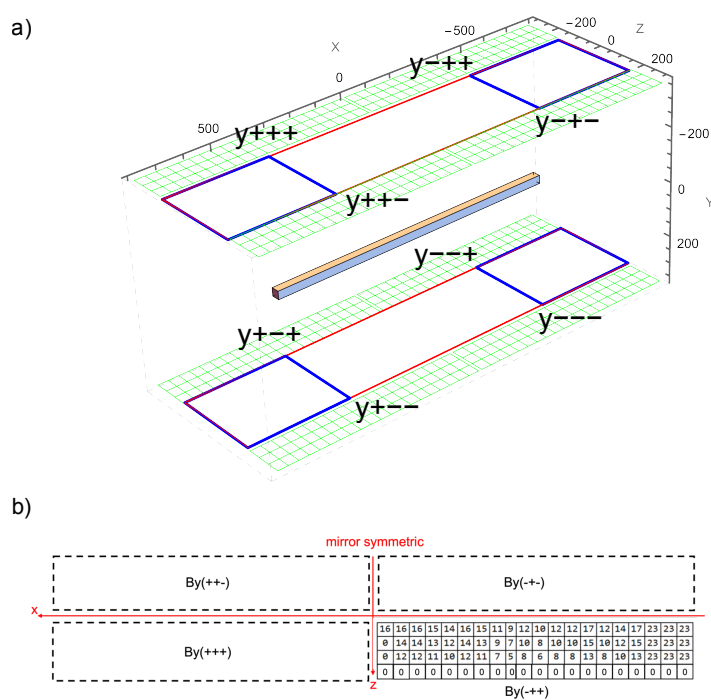 a)
X
-500
-200
Z
0
200
0
500
y-++
y+++
y-+-
-200
y++-
0
Y
200
y--+
y+-+
y---
y+--
b)
mirror symmetric
By(++-)
By(-+-)
x
By(+++)
16 16 16 15 14 16 15 11 9 12 10 12 12 17 12 14 17 23 23 23
0 14 14 13 12 14 13 9 7 10 8 10 10 15 10 12 15 23 23 23
0 12 12 11 10 12 11 7 5 8 6 8 8 13 8 10 13 23 23 23
0 0 0 0 0 0 0 0 0 0 0 0 0 0 0 0 0 0 0 0
z
By(-++)